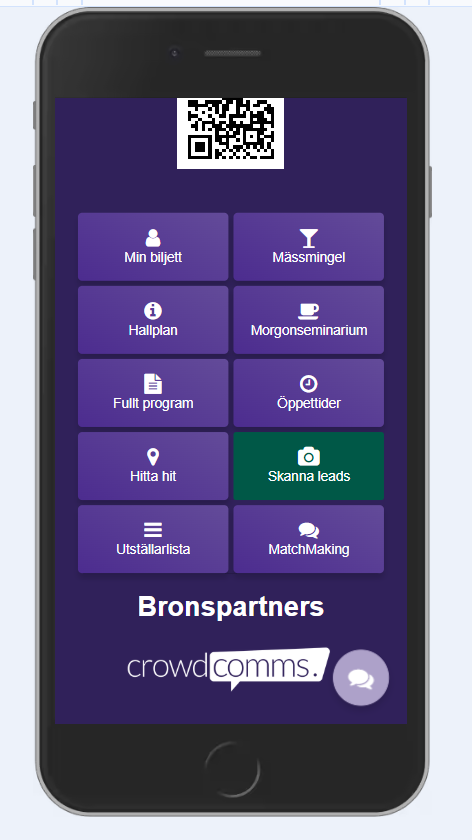 Min biljett
Mässmingel
Hallplan
Morgonseminarium
Fullt program
Öppettider
Hitta hit
Skanna leads
Utställarlista
MatchMaking
Bronspartners
crowdcomms.